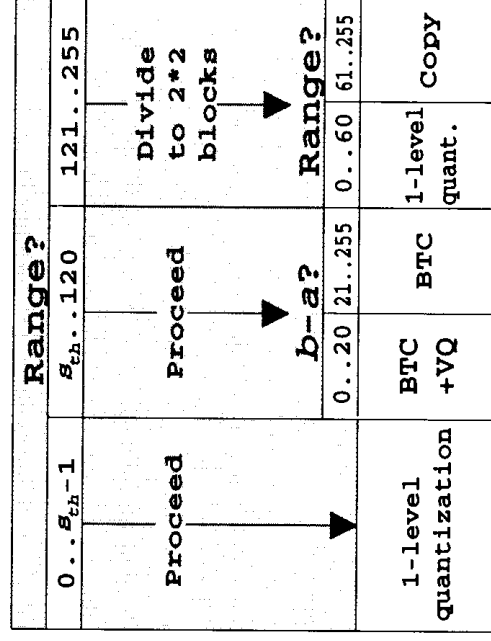 Range?
0..s_th-1
s_th..120
121..255
Proceed
Proceed
Divide
to 2*2
blocks
b-a?
Range?
0..20
21..255
0..60
61..255
1-level
quantization
BTC
+VQ
BTC
1-level
quant.
Copy